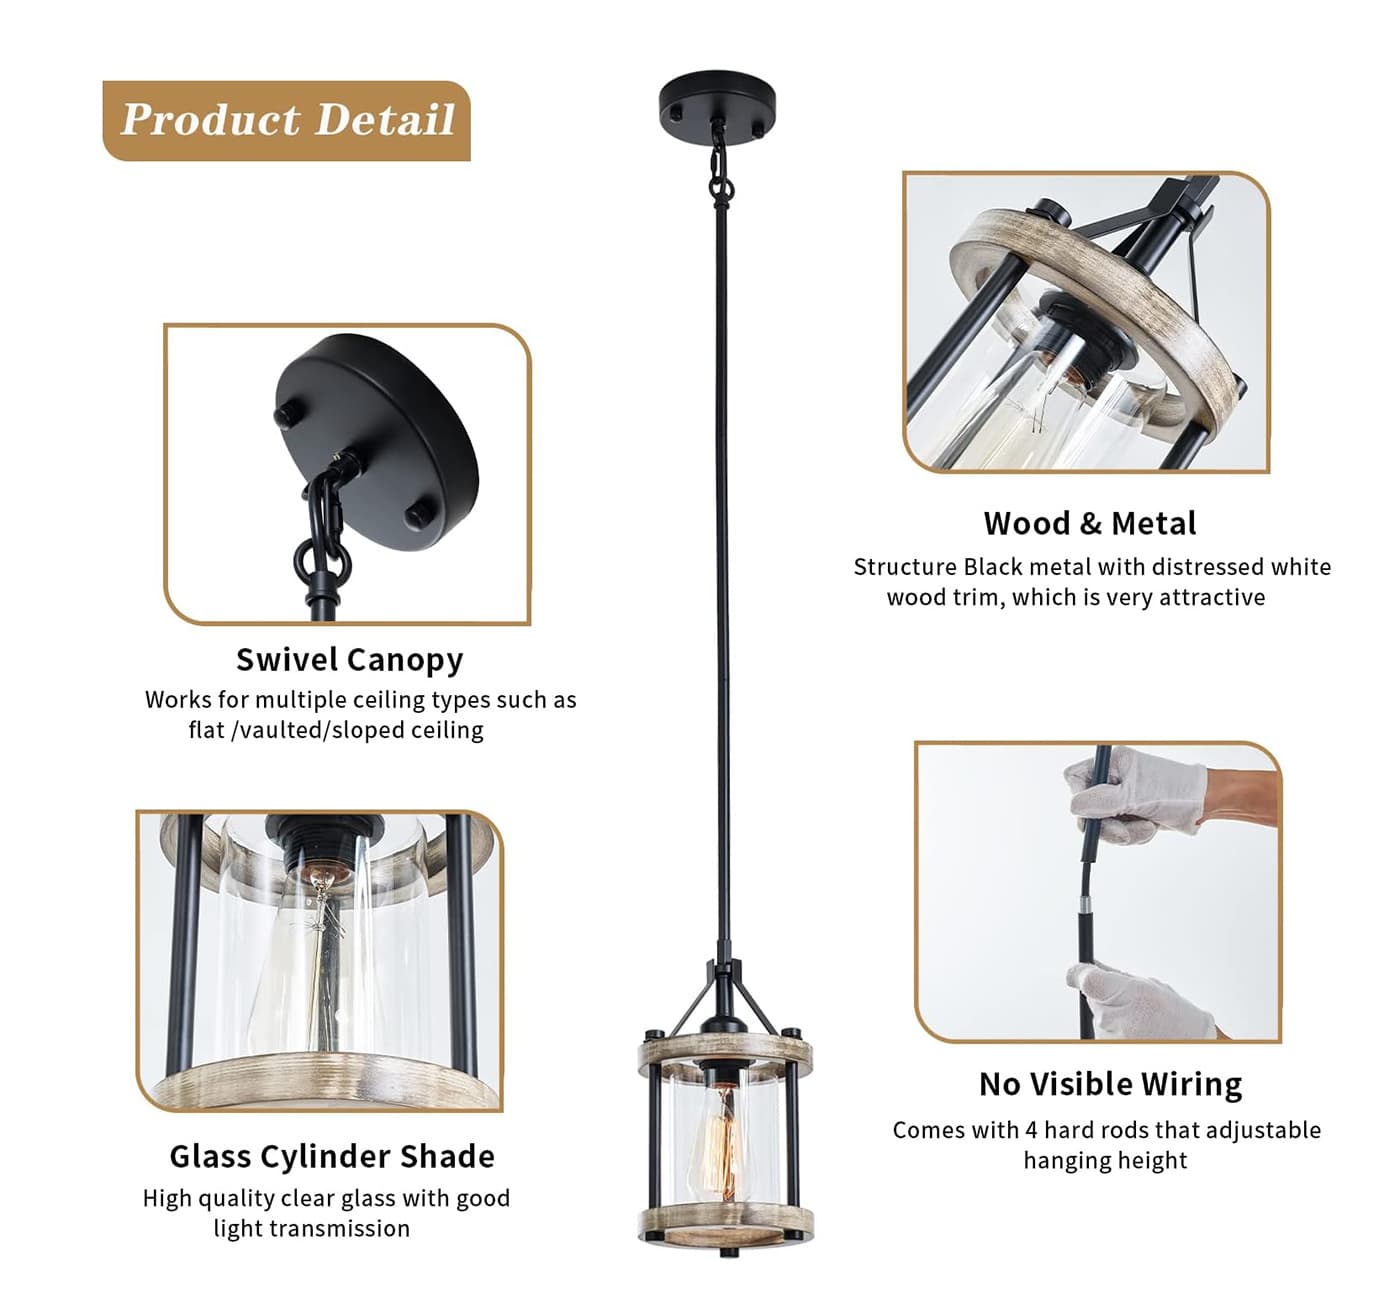 Product Detail
Swivel Canopy
Works for multiple ceiling types such as
flat /vaulted/sloped ceiling
Glass Cylinder Shade
High quality clear glass with good
light transmission
Wood & Metal
Structure Black metal with distressed white
wood trim, which is very attractive
No Visible Wiring
Comes with 4 hard rods that adjustable
hanging height